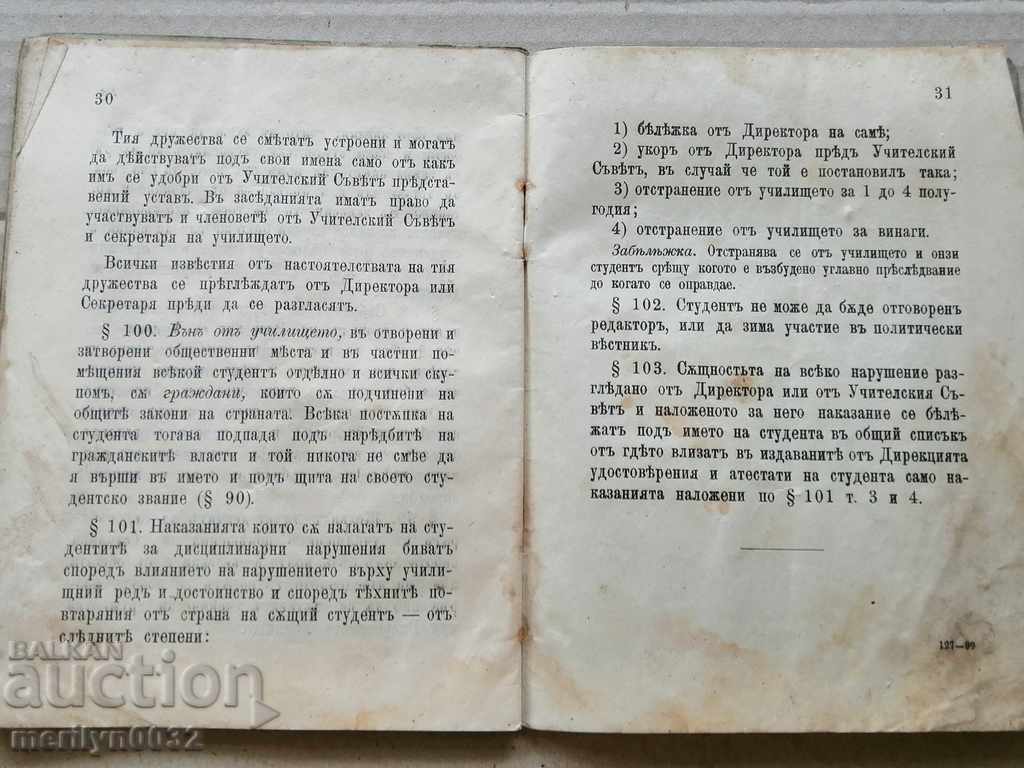 30
Тия дружества се смѣтатъ устроени и могатъ
да дѣйствуватъ подъ свои имена само отъ какъ
имъ се удобри отъ Учителский Съвѣтъ прѣдста-
вений уставъ. Въ засѣданията иматъ право да
участвуватъ и членоветѣ отъ Учителский Съвѣтъ
и секретаря на училището.
Всички извѣстия отъ настоятелствата на тия
дружества се прѣглѣждатъ отъ Директора или
Секретаря прѣди да се разгласятъ.
§ 100. Вънъ отъ училището, въ отворени и
затворени общественни мѣста и въ частни по-
мѣщения всѣкой студентъ отдѣлно и всички ску-
помъ, сѫ граждани, които сѫ подчинени на
общитѣ закони на страната. Всѣка постѫпка на
студента тогава подпада подъ нарѣдбитѣ на
гражданскитѣ власти и той никога не смѣе да
я върши въ името и подъ щита на своето сту-
дентско звание (§ 90).
§ 101. Наказанията които сѫ налагатъ на сту-
дентитѣ за дисциплинарни нарушения биватъ
споредъ влиянието на нарушението върху учили-
щний редъ и достоинство и споредъ тѣхнитѣ по-
втаряния отъ страна на сѫщий студентъ — отъ
слѣднитѣ степени:
31
1) бѣлѣжка отъ Директора на самѣ;
2) укоръ отъ Директора прѣдъ Учителский
Съвѣтъ, въ случай че той е постановилъ така;
3) отстранение отъ училището за 1 до 4 полу-
годия;
4) отстранение отъ училището за винаги.
Забѣлѣжка. Отстранява се отъ училището и онзи
студентъ срѣщу когото е възбудено углавно прѣслѣдвание
до когато се оправдае.
§ 102. Студентъ не може да бѫде отговоренъ
редакторъ, или да зима участие въ политически
вѣстникъ.
§ 103. Сѫщностьта на всѣко нарушение раз-
глѣдано отъ Директора или отъ Учителския Съ-
вѣтъ и наложеното за него наказание се бѣлѣ-
жатъ подъ името на студента въ общий списъкъ
отъ гдѣто влизатъ въ издаванитѣ отъ Дирекцията
удостовѣрения и атестати на студента само на-
казанията наложени по § 101 т. 3 и 4.
127—99
BALKAN
auction
merilyn0032